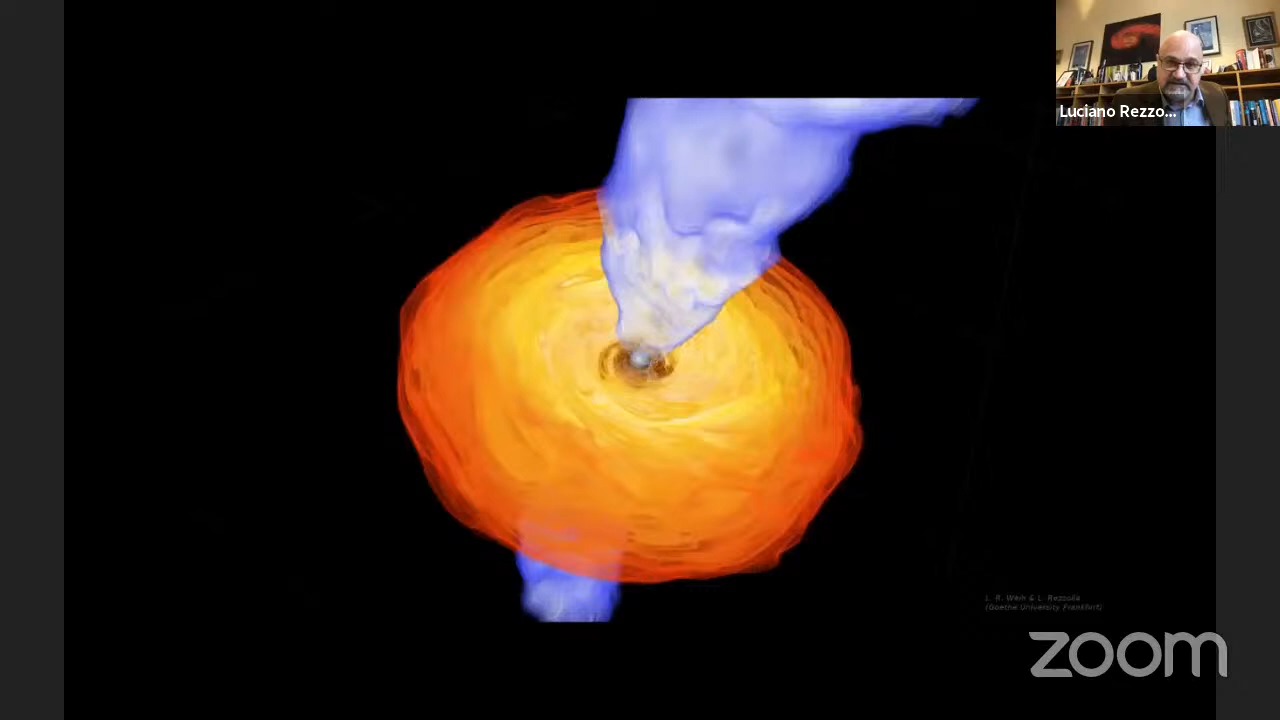 Luciano Rezzo...
L. R. Weih & L. Rezzolla
(Goethe University Frankfurt)
zoom